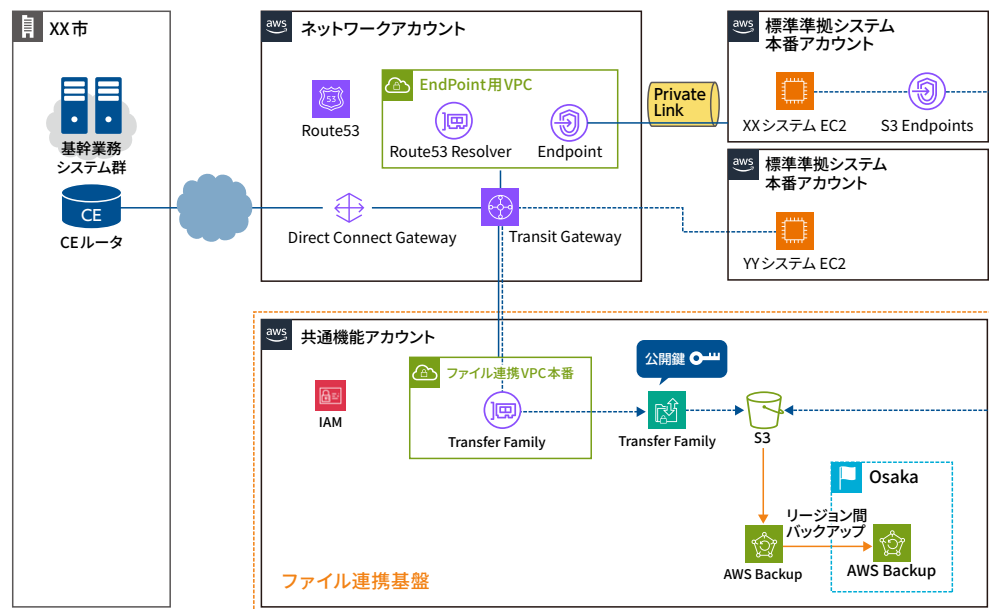 XX市
基幹業務
システム群
CE
CEルータ
aws
ネットワークアカウント
53
Route53
EndPoint用VPC
Route53 Resolver
Endpoint
Direct Connect Gateway
Transit Gateway
Private
Link
aws
標準準拠システム
本番アカウント
XXシステム EC2
S3 Endpoints
aws
標準準拠システム
本番アカウント
YYシステム EC2
aws
共通機能アカウント
IAM
ファイル連携VPC本番
Transfer Family
公開鍵
Transfer Family
S3
Osaka
リージョン間
バックアップ
AWS Backup
AWS Backup
ファイル連携基盤